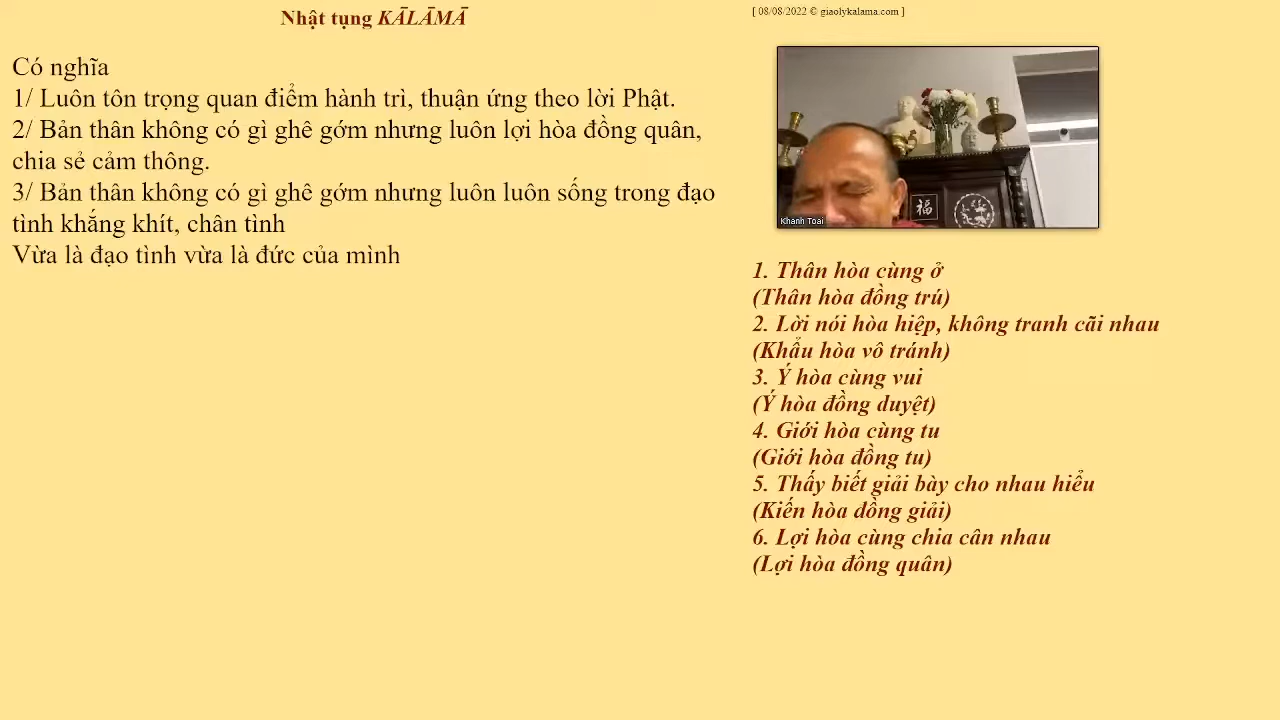 Nhật tụng KĀLĀMĀ
[ 08/08/2022 © giaolykalama.com ]
Có nghĩa
1/ Luôn tôn trọng quan điểm hành trì, thuận ứng theo lời Phật.
2/ Bản thân không có gì ghê gớm nhưng luôn lợi hòa đồng quân,
chia sẻ cảm thông.
3/ Bản thân không có gì ghê gớm nhưng luôn luôn sống trong đạo
tình khắng khít, chân tình
Vừa là đạo tình vừa là đức của mình
福
Khanh Toai
1. Thân hòa cùng ở
(Thân hòa đồng trú)
2. Lời nói hòa hiệp, không tranh cãi nhau
(Khẩu hòa vô tránh)
3. Ý hòa cùng vui
(Ý hòa đồng duyệt)
4. Giới hòa cùng tu
(Giới hòa đồng tu)
5. Thấy biết giải bày cho nhau hiểu
(Kiến hòa đồng giải)
6. Lợi hòa cùng chia cân nhau
(Lợi hòa đồng quân)